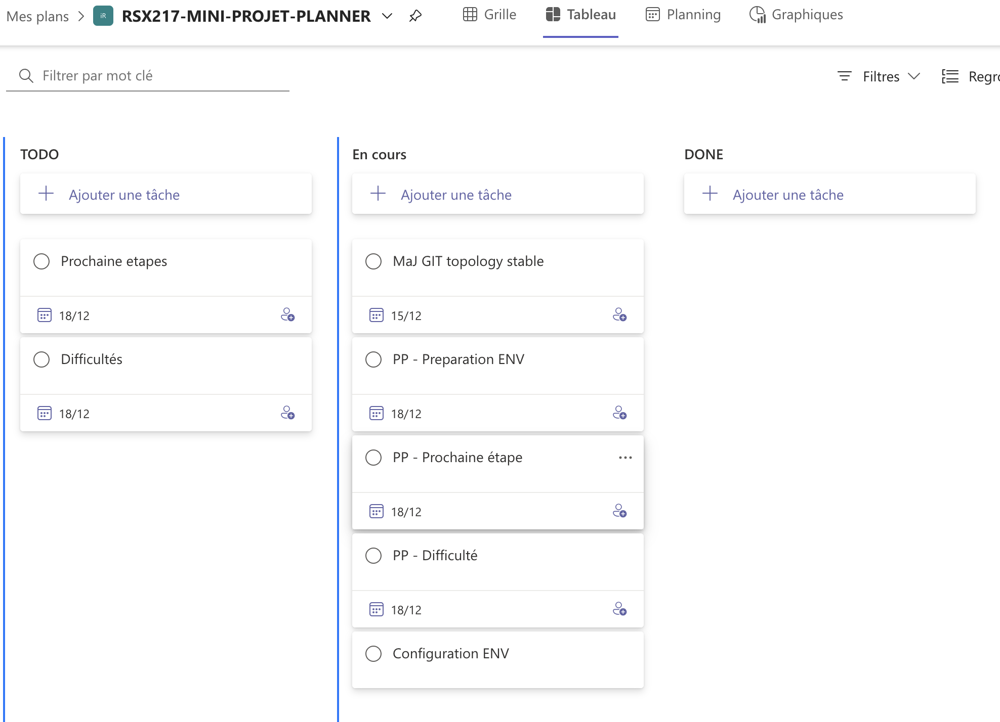 Mes plans
iR
RSX217-MINI-PROJET-PLANNER
Grille
Tableau
Planning
Graphiques
Filtrer par mot clé
Filtres
Regro
TODO
Ajouter une tâche
Prochaine etapes
18/12
Difficultés
18/12
En cours
Ajouter une tâche
MaJ GIT topology stable
15/12
PP - Preparation ENV
18/12
PP - Prochaine étape
18/12
PP - Difficulté
18/12
Configuration ENV
DONE
Ajouter une tâche